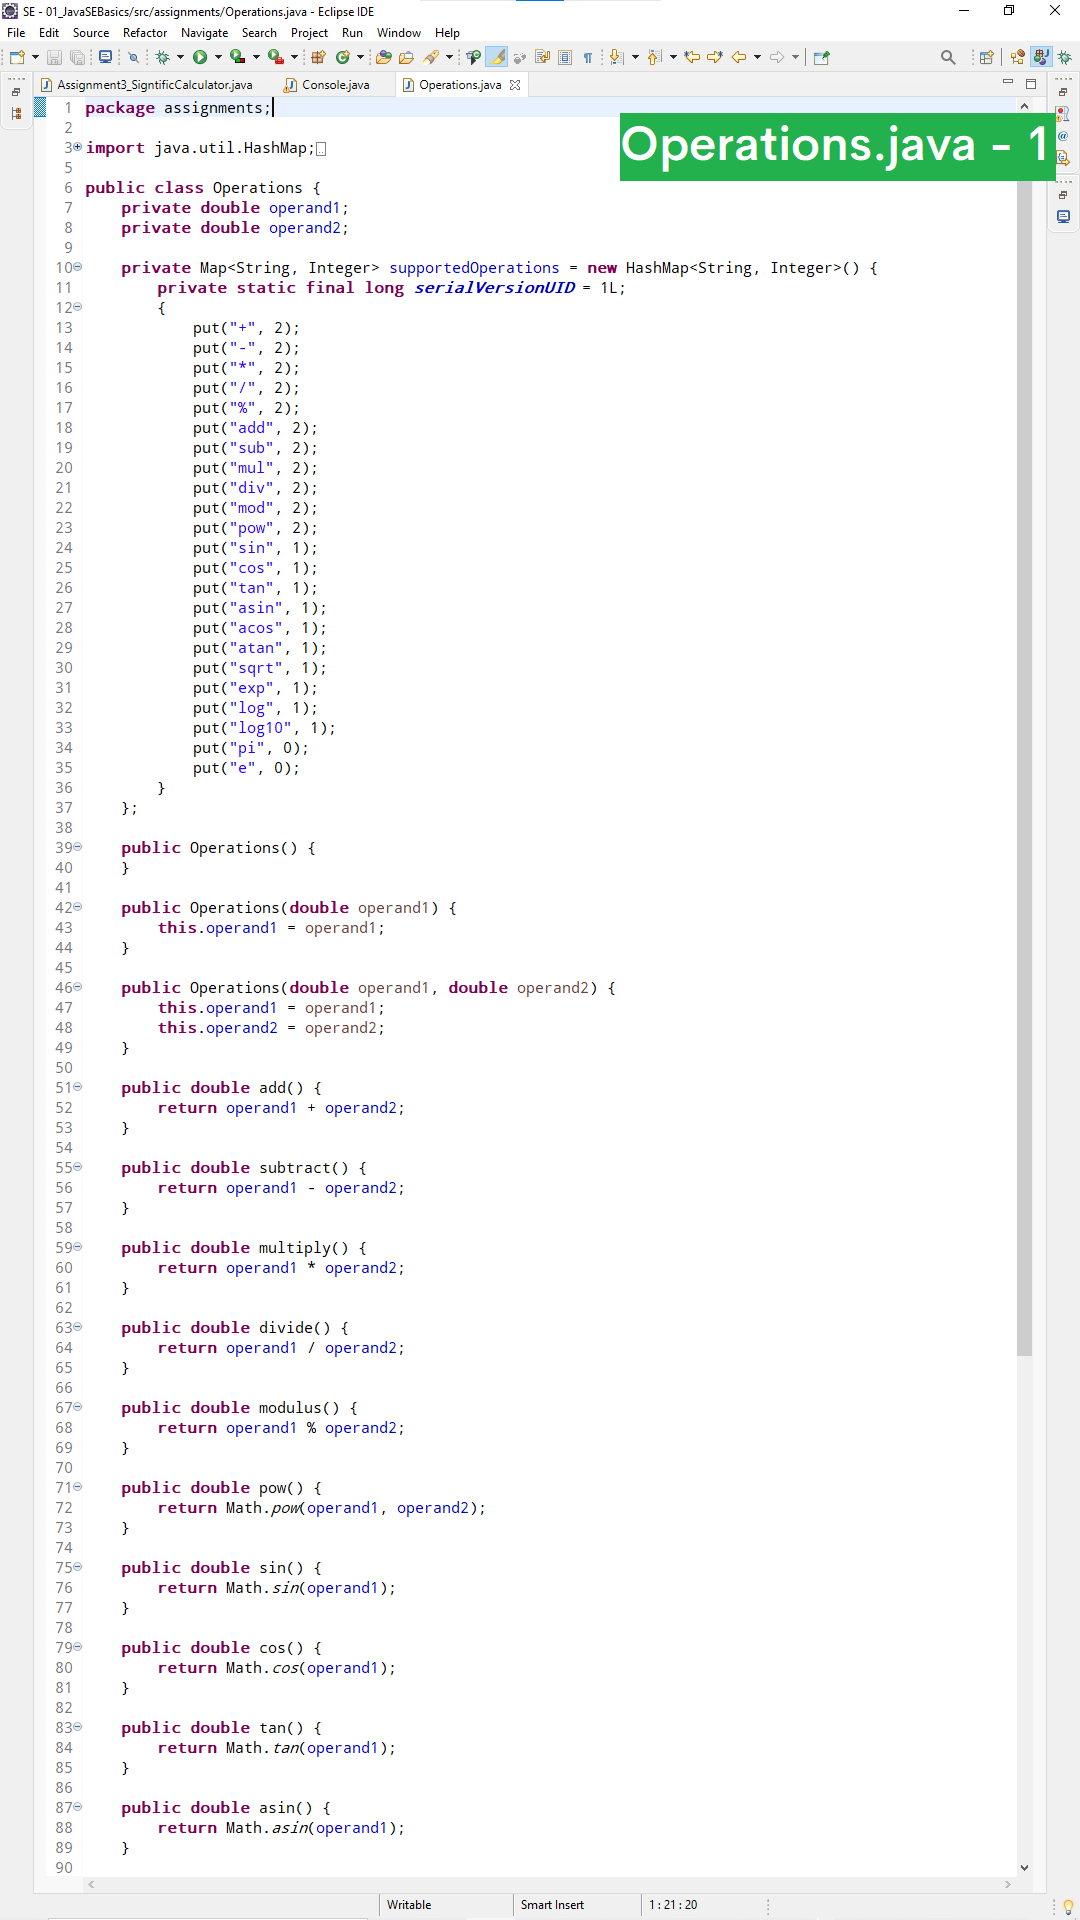 SE - 01_JavaSEBasics/src/assignments/Operations.java - Eclipse IDE
File Edit Source Refactor Navigate Search Project Run Window Help
Assignment3_SigntificCalculator.java Console.java Operations.java
Operations.java - 1
1 package assignments;
2
3 import java.util.HashMap;
5
6 public class Operations {
7 private double operand1;
8 private double operand2;
9
10 private Map<String, Integer> supportedOperations = new HashMap<String, Integer>() {
11 private static final long serialVersionUID = 1L;
12 {
13 put("+", 2);
14 put("-", 2);
15 put("*", 2);
16 put("/", 2);
17 put("%", 2);
18 put("add", 2);
19 put("sub", 2);
20 put("mul", 2);
21 put("div", 2);
22 put("mod", 2);
23 put("pow", 2);
24 put("sin", 1);
25 put("cos", 1);
26 put("tan", 1);
27 put("asin", 1);
28 put("acos", 1);
29 put("atan", 1);
30 put("sqrt", 1);
31 put("exp", 1);
32 put("log", 1);
33 put("log10", 1);
34 put("pi", 0);
35 put("e", 0);
36 }
37 };
38
39 public Operations() {
40 }
41
42 public Operations(double operand1) {
43 this.operand1 = operand1;
44 }
45
46 public Operations(double operand1, double operand2) {
47 this.operand1 = operand1;
48 this.operand2 = operand2;
49 }
50
51 public double add() {
52 return operand1 + operand2;
53 }
54
55 public double subtract() {
56 return operand1 - operand2;
57 }
58
59 public double multiply() {
60 return operand1 * operand2;
61 }
62
63 public double divide() {
64 return operand1 / operand2;
65 }
66
67 public double modulus() {
68 return operand1 % operand2;
69 }
70
71 public double pow() {
72 return Math.pow(operand1, operand2);
73 }
74
75 public double sin() {
76 return Math.sin(operand1);
77 }
78
79 public double cos() {
80 return Math.cos(operand1);
81 }
82
83 public double tan() {
84 return Math.tan(operand1);
85 }
86
87 public double asin() {
88 return Math.asin(operand1);
89 }
90
Writable Smart Insert 1 : 21 : 20